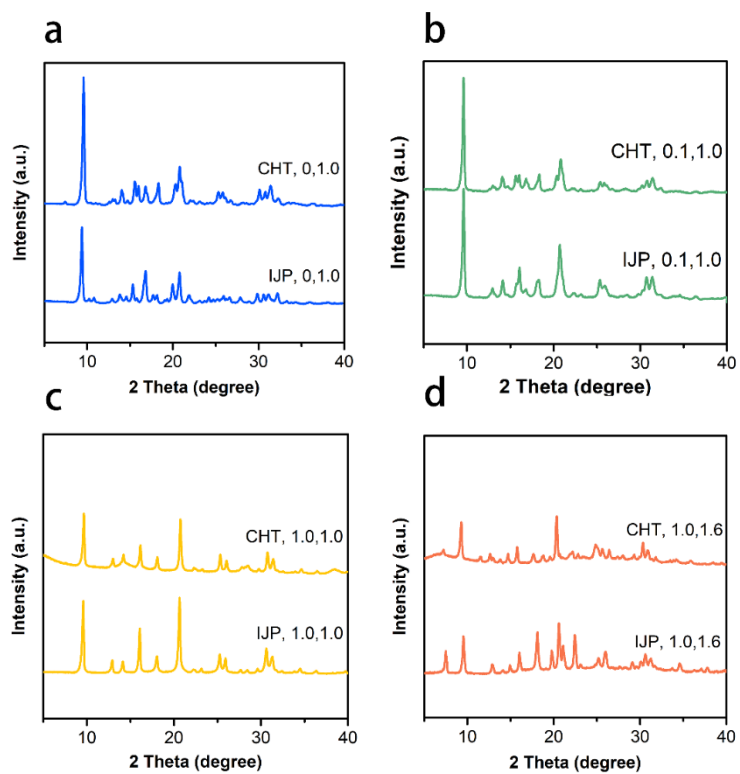 a
b
Intensity (a.u.)
CHT, 0,1.0
IJP, 0,1.0
10 20 30 40
2 Theta (degree)
Intensity (a.u.)
CHT, 0.1,1.0
IJP, 0.1,1.0
10 20 30 40
2 Theta (degree)
c
d
Intensity (a.u.)
CHT, 1.0,1.0
IJP, 1.0,1.0
10 20 30 40
2 Theta (degree)
Intensity (a.u.)
CHT, 1.0,1.6
IJP, 1.0,1.6
10 20 30 40
2 Theta (degree)